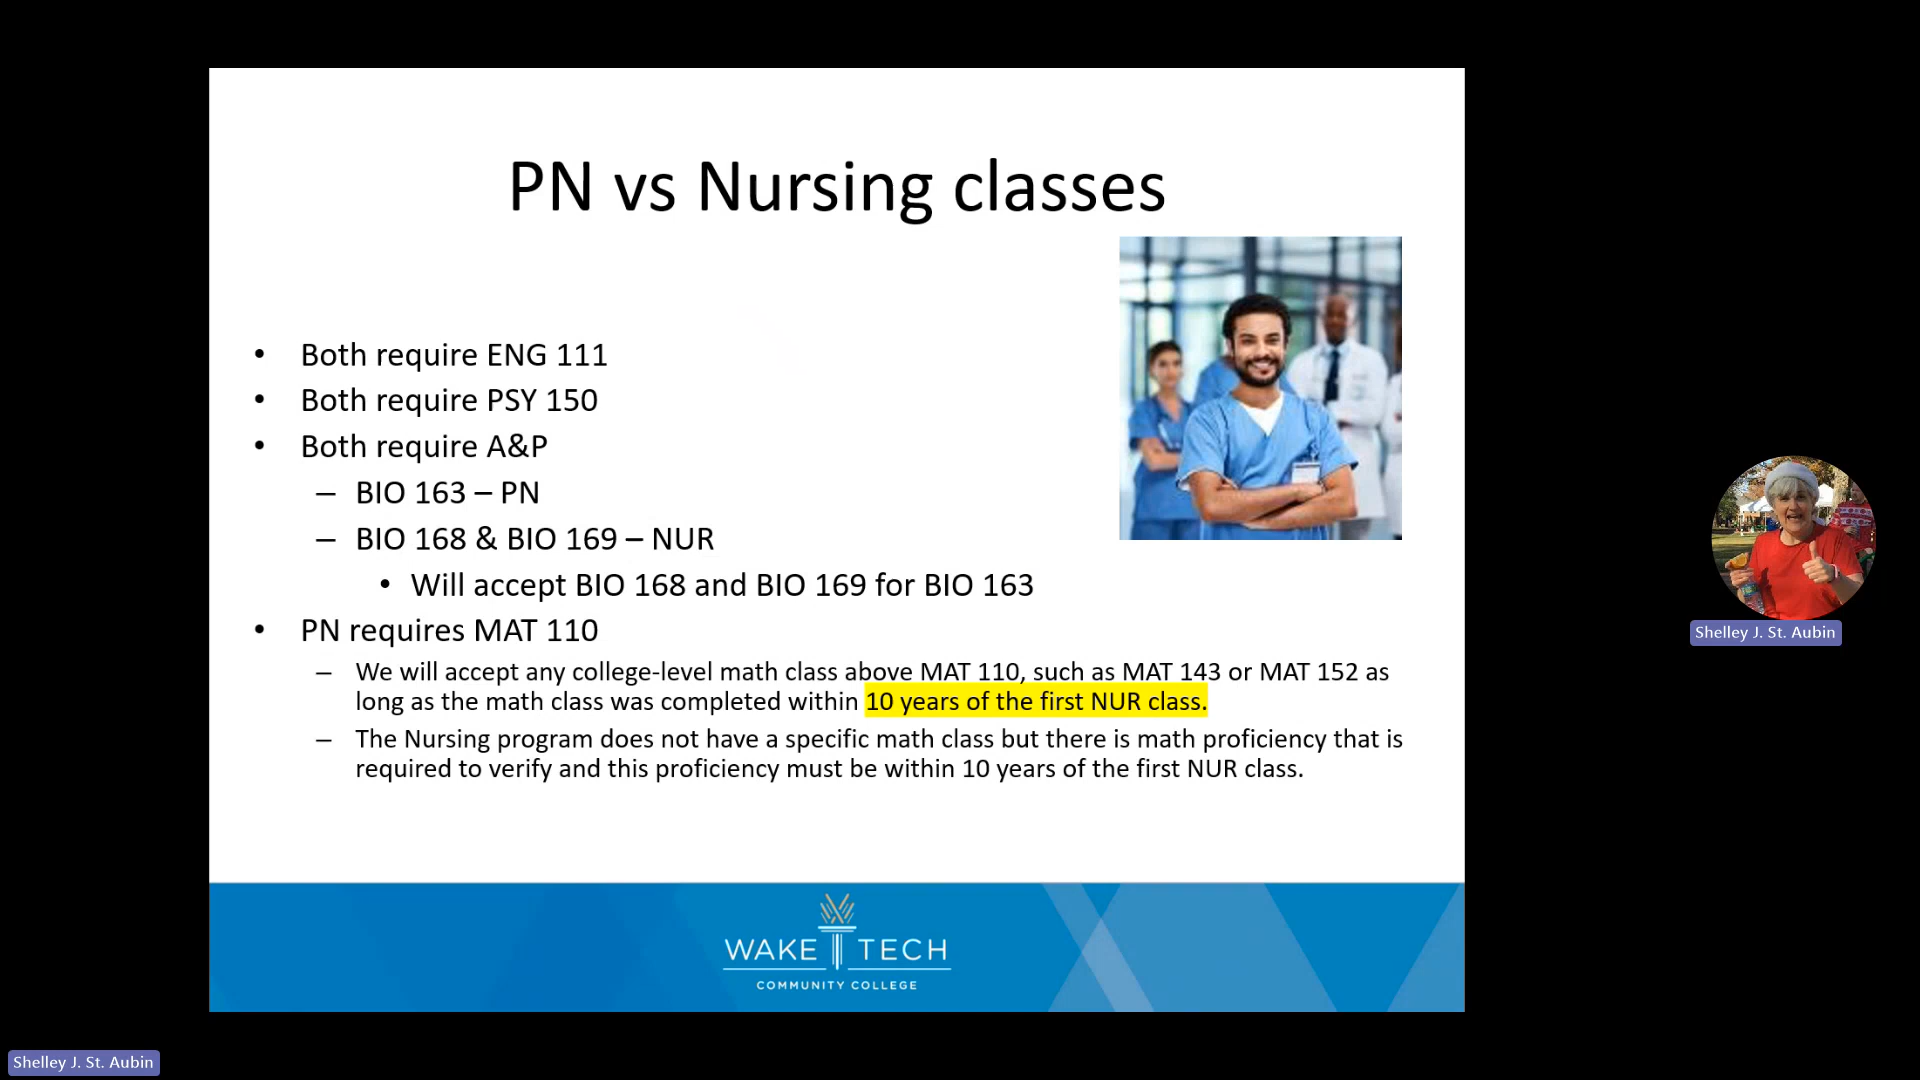 PN vs Nursing classes
• Both require ENG 111
• Both require PSY 150
• Both require A&P
– BIO 163 – PN
– BIO 168 & BIO 169 – NUR
• Will accept BIO 168 and BIO 169 for BIO 163
• PN requires MAT 110
– We will accept any college-level math class above MAT 110, such as MAT 143 or MAT 152 as
long as the math class was completed within 10 years of the first NUR class.
– The Nursing program does not have a specific math class but there is math proficiency that is
required to verify and this proficiency must be within 10 years of the first NUR class.
WAKE TECH
COMMUNITY COLLEGE
Shelley J. St. Aubin
Shelley J. St. Aubin